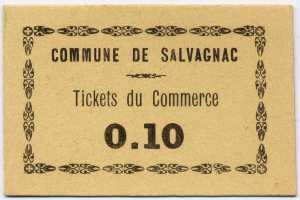 COMMUNE DE SALVAGNAC
Tickets du Commerce
0.10